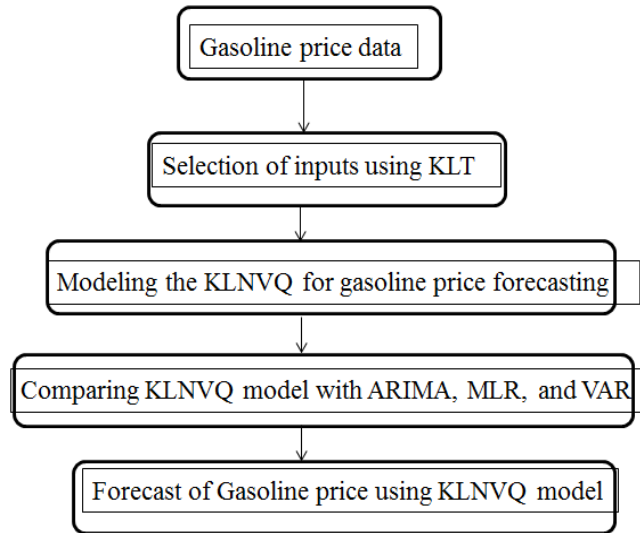 Gasoline price data
Selection of inputs using KLT
Modeling the KLNVQ for gasoline price forecasting
Comparing KLNVQ model with ARIMA, MLR, and VAR
Forecast of Gasoline price using KLNVQ model